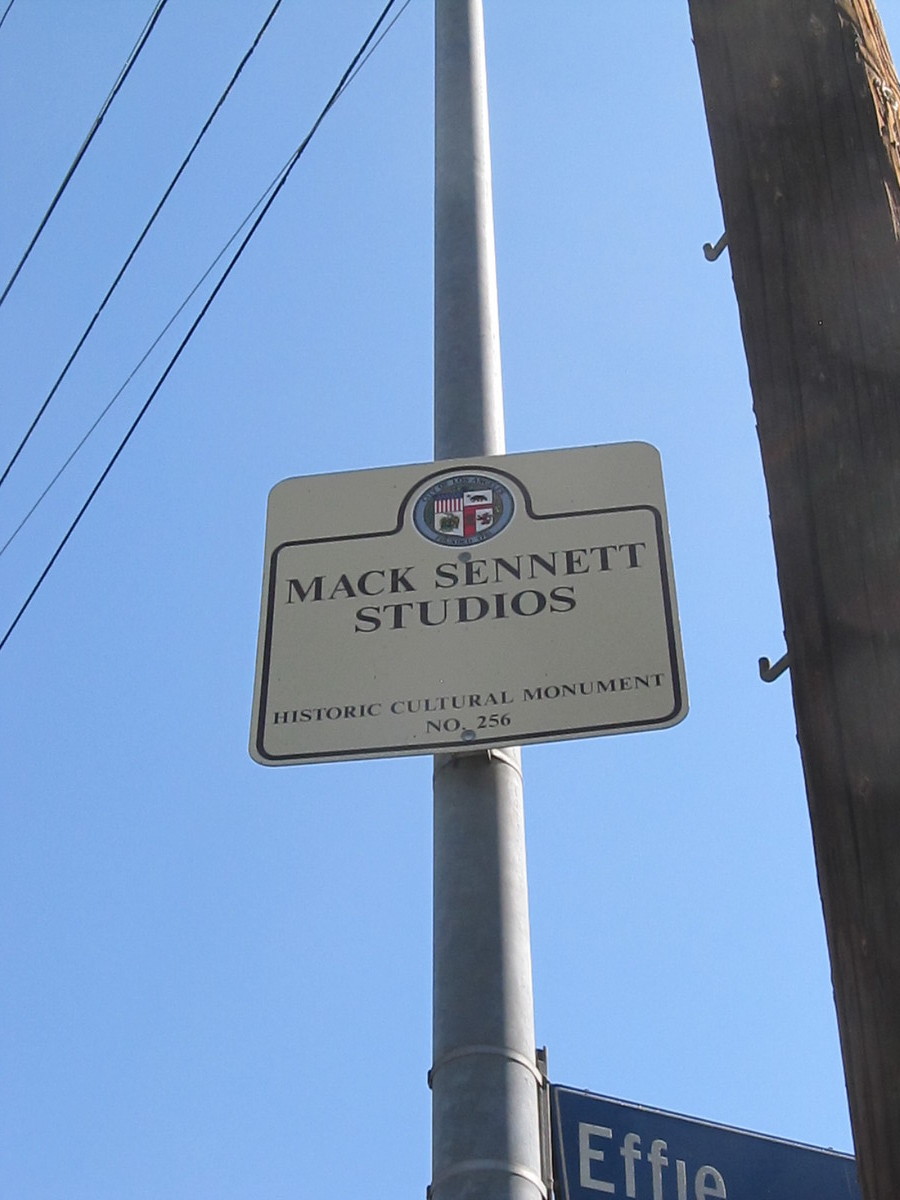 MACK SENNETT
STUDIOS
HISTORIC CULTURAL MONUMENT
NO. 256
Effie